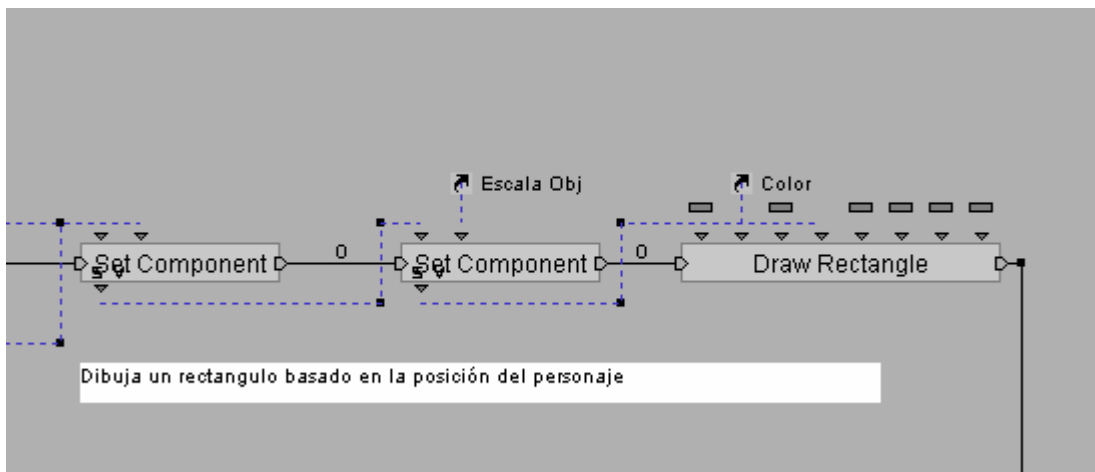 Escala Obj Color
0 0
Set Component Set Component Draw Rectangle
S V S V
Dibuja un rectangulo basado en la posición del personaje